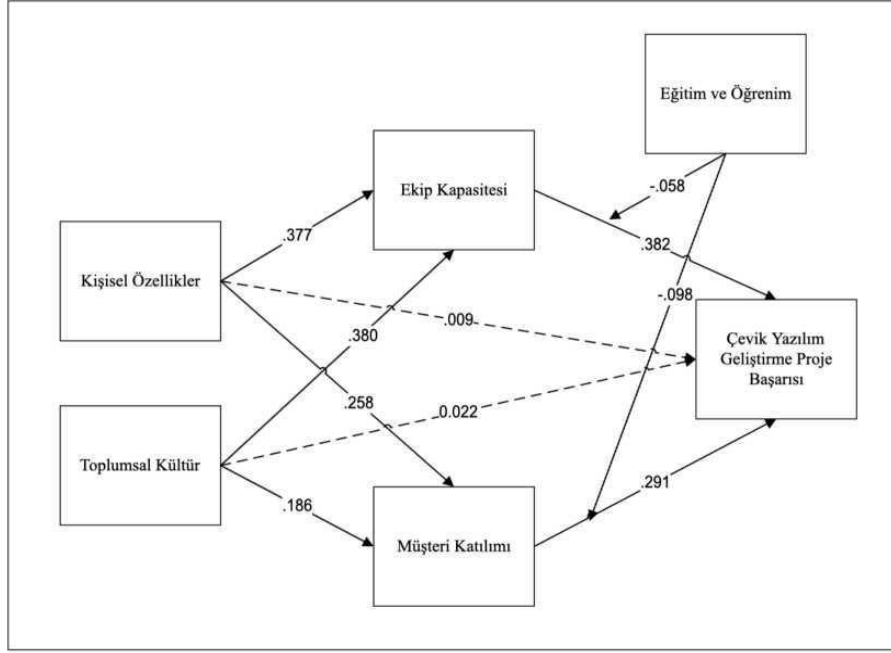 Eğitim ve Öğrenim
-.058
Ekip Kapasitesi
.377
.382
Kişisel Özellikler
-.098
.009
.380
Çevik Yazılım
Geliştirme Proje
Başarısı
.258
0.022
Toplumsal Kültür
.186
.291
Müşteri Katılımı